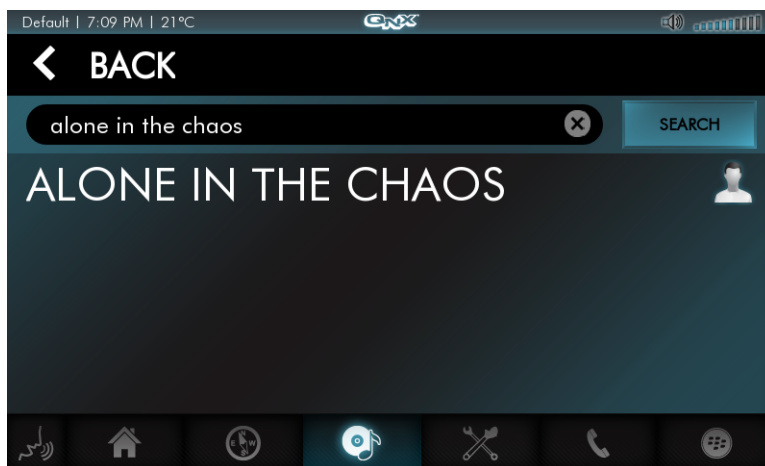 Default | 7:09 PM | 21°C
QNX
BACK
alone in the chaos
SEARCH
ALONE IN THE CHAOS
E W